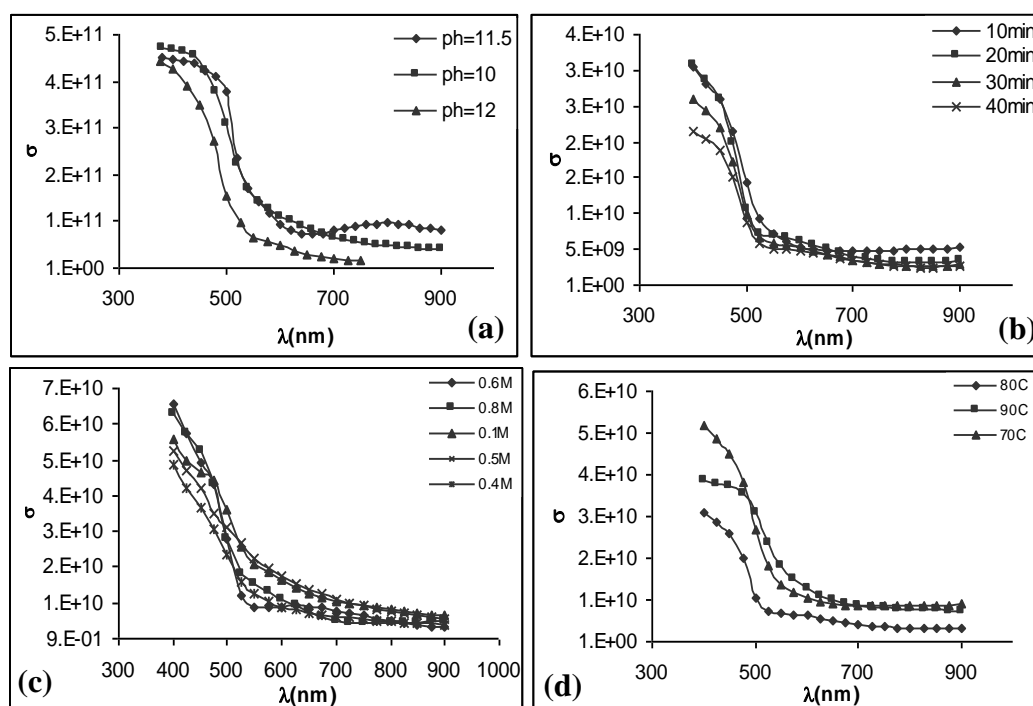 5.E+11
4.E+11
3.E+11
2.E+11
1.E+11
1.E+00
σ
300 500 700 900
λ(nm)
ph=11.5
ph=10
ph=12
(a)
4.E+10
3.E+10
3.E+10
2.E+10
2.E+10
1.E+10
5.E+09
1.E+00
σ
300 500 700 900
λ(nm)
10min
20min
30min
40min
(b)
7.E+10
6.E+10
5.E+10
4.E+10
3.E+10
2.E+10
1.E+10
9.E-01
σ
300 400 500 600 700 800 900 1000
λ(nm)
0.6M
0.8M
0.1M
0.5M
0.4M
(c)
6.E+10
5.E+10
4.E+10
3.E+10
2.E+10
1.E+10
1.E+00
σ
300 500 700 900
λ(nm)
80C
90C
70C
(d)